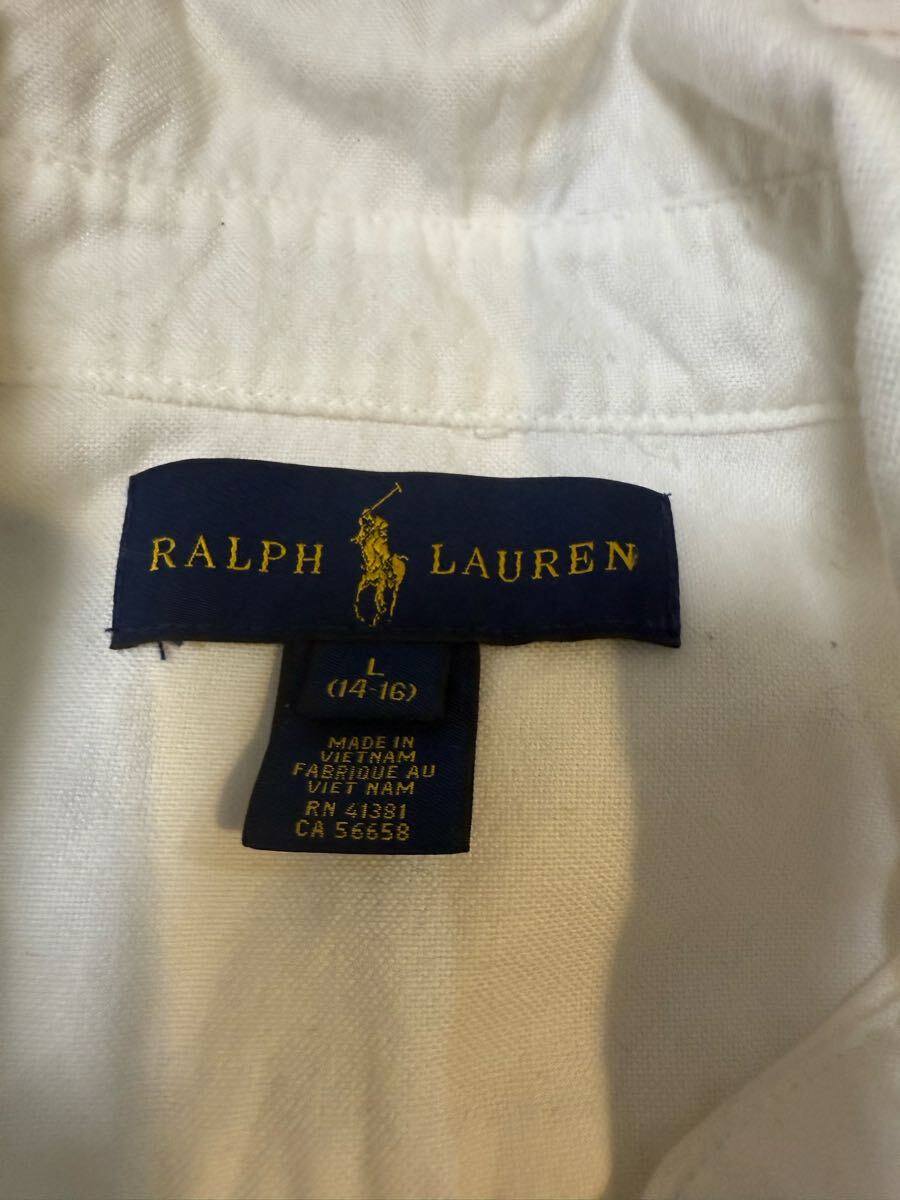 RALPH LAUREN
L
(14-16)
MADE IN
VIETNAM
FABRIQUE AU
VIET NAM
RN 41381
CA 56658